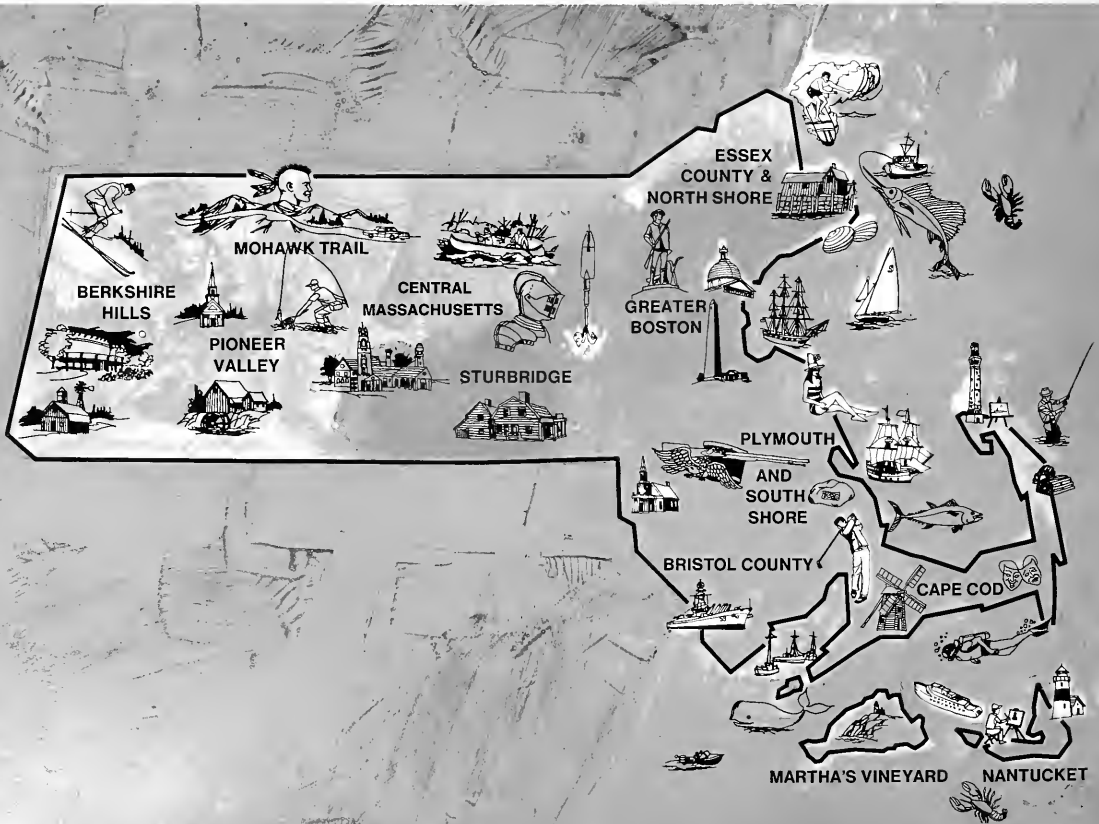 ESSEX
COUNTY &
NORTH SHORE
MOHAWK TRAIL
BERKSHIRE
HILLS
CENTRAL
MASSACHUSETTS
GREATER
BOSTON
PIONEER
VALLEY
STURBRIDGE
PLYMOUTH
AND
SOUTH
SHORE
BRISTOL COUNTY
CAPE COD
MARTHA'S VINEYARD
NANTUCKET